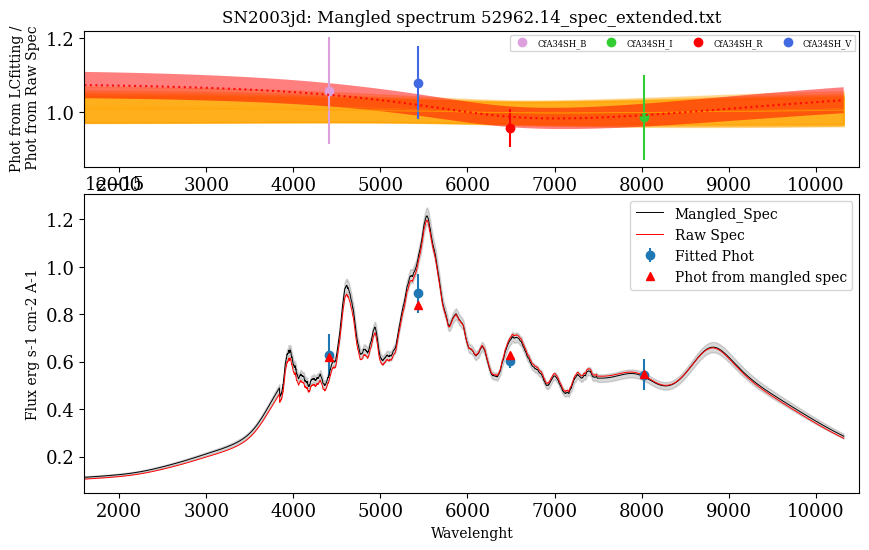 SN2003jd: Mangled spectrum 52962.14_spec_extended.txt
Phot from LCfitting /
Phot from Raw Spec
1.2
1.0
CfA34SH_B CfA34SH_I CfA34SH_R CfA34SH_V
2000 3000 4000 5000 6000 7000 8000 9000 10000
1e−15
Flux erg s-1 cm-2 A-1
1.2
1.0
0.8
0.6
0.4
0.2
Mangled_Spec
Raw Spec
Fitted Phot
Phot from mangled spec
2000 3000 4000 5000 6000 7000 8000 9000 10000
Wavelenght